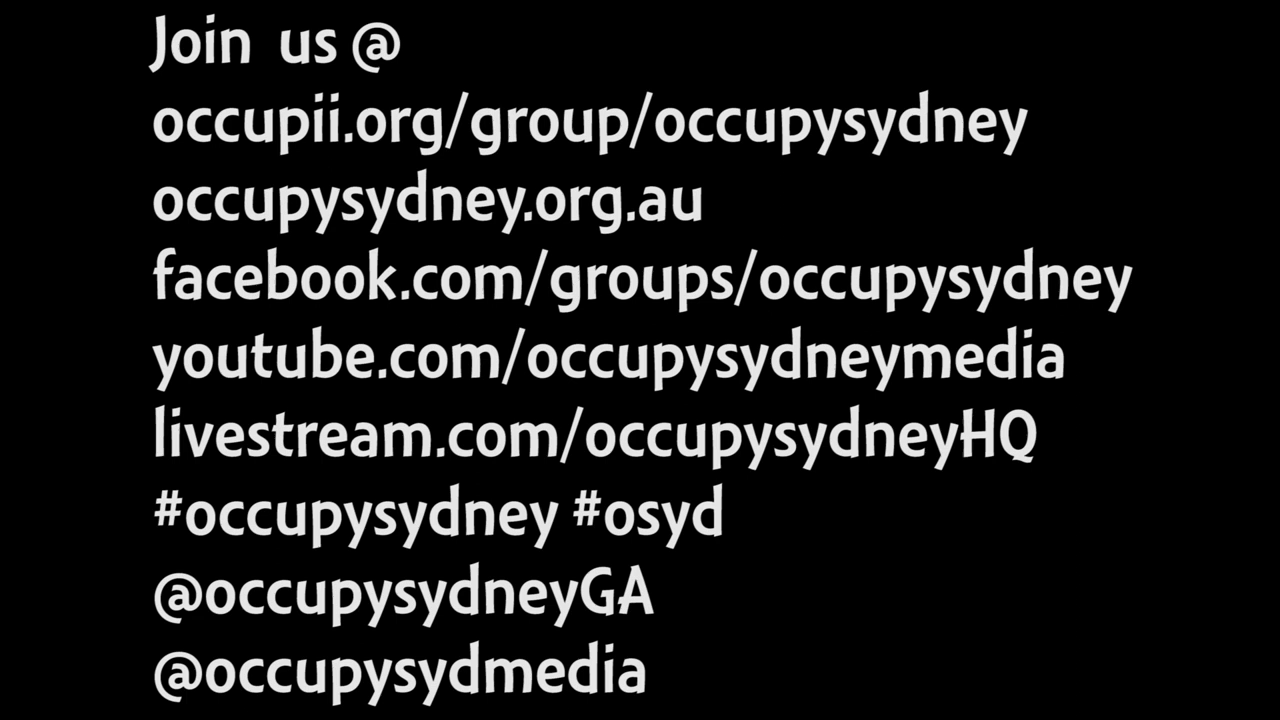 Join us @
occupii.org/group/occupysydney
occupysydney.org.au
facebook.com/groups/occupysydney
youtube.com/occupysydneymedia
livestream.com/occupysydneyHQ
#occupysydney #osyd
@occupysydneyGA
@occupysydmedia